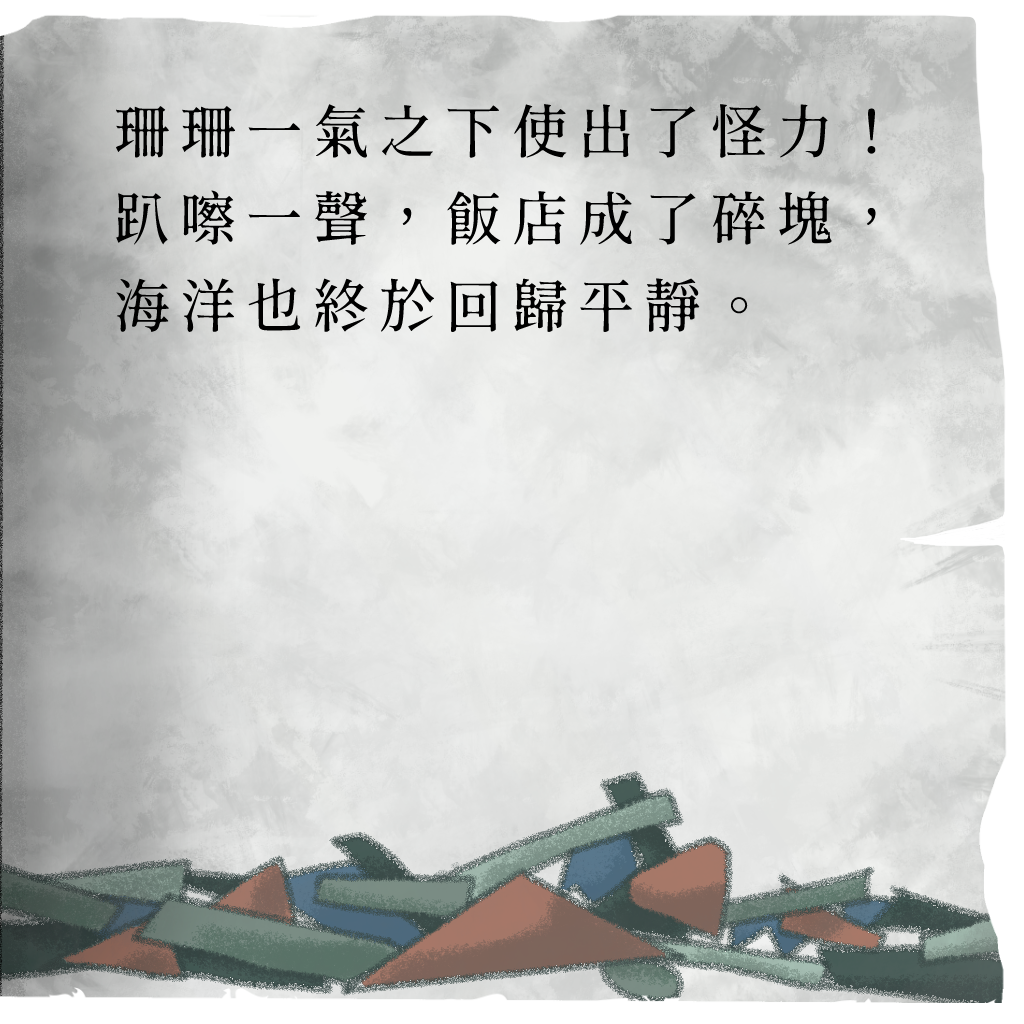 珊珊一氣之下使出了怪力！
趴嚓一聲，飯店成了碎塊，
海洋也終於回歸平靜。